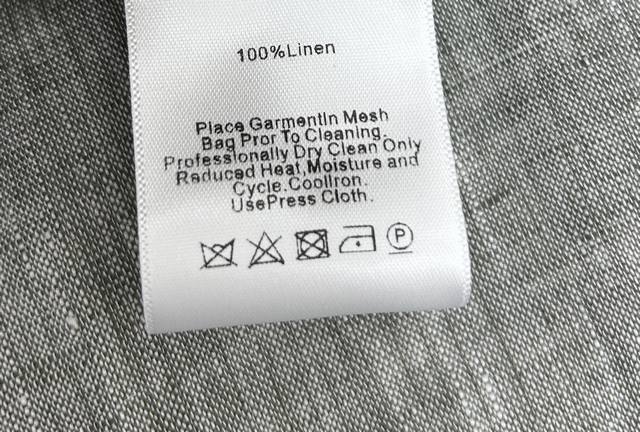 100%Linen
Place GarmentIn Mesh
Bag Pror To Cleaning.
Professionally Dry Clean Only
Raduced Heat,Moisture and
Cycle.CoolIron.
UsePress Cloth.
P